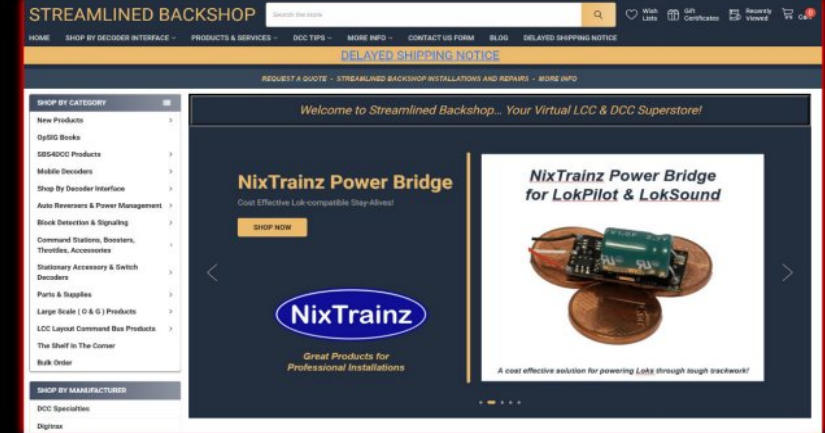 STREAMLINED BACKSHOP
Search the store
Wish Lists
Gift Certificates
Recently Viewed
Cart
0
HOME
SHOP BY DECODER INTERFACE
PRODUCTS & SERVICES
DCC TIPS
MORE INFO
CONTACT US FORM
BLOG
DELAYED SHIPPING NOTICE
DELAYED SHIPPING NOTICE
REQUEST A QUOTE - STREAMLINED BACKSHOP INSTALLATIONS AND REPAIRS - MORE INFO
SHOP BY CATEGORY
New Products
OpSIG Books
SBS4DCC Products
Mobile Decoders
Shop By Decoder Interface
Auto Reversers & Power Management
Block Detection & Signaling
Command Stations, Boosters,
Throttles, Accessories
Stationary Accessory & Switch
Decoders
Parts & Supplies
Large Scale ( O & G ) Products
LCC Layout Command Bus Products
The Shelf In The Corner
Bulk Order
SHOP BY MANUFACTURER
DCC Specialties
Digitrax
Welcome to Streamlined Backshop... Your Virtual LCC & DCC Superstore!
NixTrainz Power Bridge
Cost Effective Lok-compatible Stay-Alives!
SHOP NOW
NixTrainz
Great Products for
Professional Installations
NixTrainz Power Bridge
for LokPilot & LokSound
A cost effective solution for powering Loks through tough trackwork!